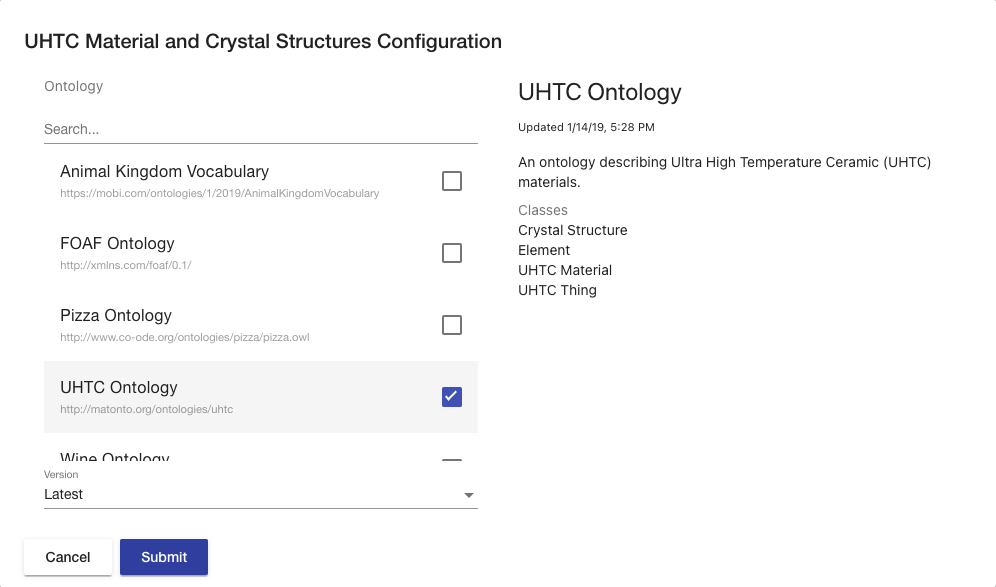 UHTC Material and Crystal Structures Configuration
Ontology
Search...
Animal Kingdom Vocabulary
https://mobi.com/ontologies/1/2019/AnimalKingdomVocabulary
FOAF Ontology
http://xmlns.com/foaf/0.1/
Pizza Ontology
http://www.co-ode.org/ontologies/pizza/pizza.owl
UHTC Ontology
http://matonto.org/ontologies/uhtc
Wine Ontology
Version
Latest
Cancel
Submit
UHTC Ontology
Updated 1/14/19, 5:28 PM
An ontology describing Ultra High Temperature Ceramic (UHTC)
materials.
Classes
Crystal Structure
Element
UHTC Material
UHTC Thing